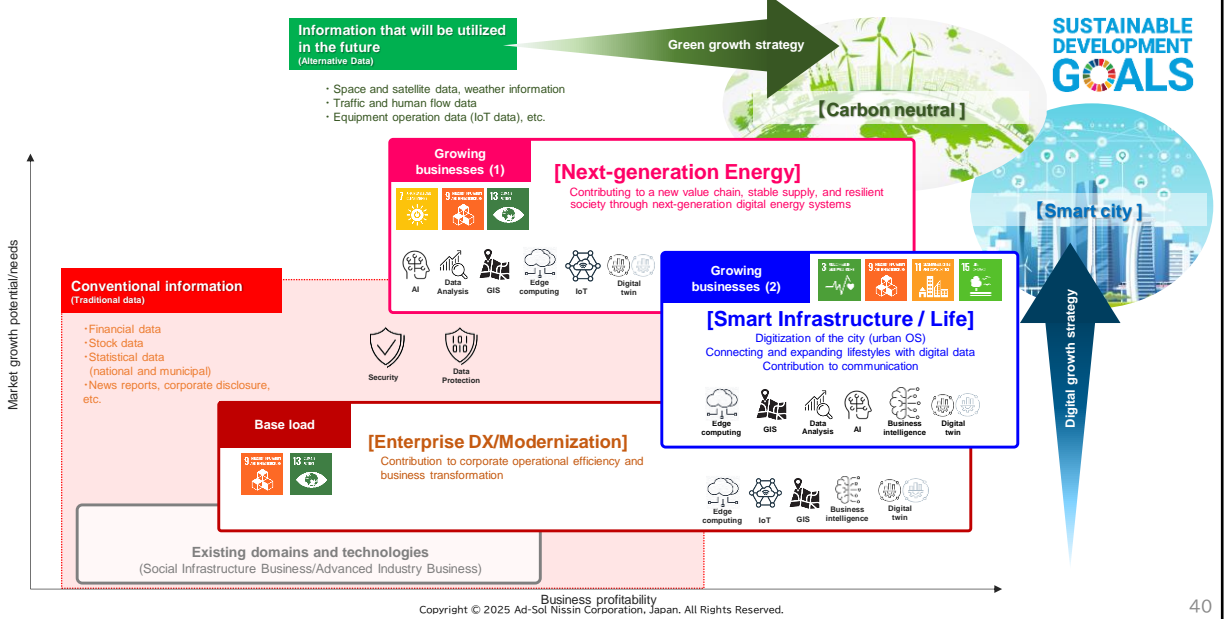 Information that will be utilized
in the future
(Alternative Data)
Green growth strategy
SUSTAINABLE
DEVELOPMENT
GOALS
・Space and satellite data, weather information
・Traffic and human flow data
・Equipment operation data (IoT data), etc.
【Carbon neutral】
【Smart city】
Market growth potential/needs
Growing
businesses (1)
[Next-generation Energy]
Contributing to a new value chain, stable supply, and resilient
society through next-generation digital energy systems
7
9
13
AI
Data
Analysis
GIS
Edge
computing
IoT
Digital
twin
Conventional information
(Traditional data)
・Financial data
・Stock data
・Statistical data
(national and municipal)
・News reports, corporate disclosure,
etc.
Security
Data
Protection
Growing
businesses (2)
3
9
11
15
[Smart Infrastructure / Life]
Digitization of the city (urban OS)
Connecting and expanding lifestyles with digital data
Contribution to communication
Edge
computing
GIS
Data
Analysis
AI
Business
intelligence
Digital
twin
Digital growth strategy
Base load
9
13
[Enterprise DX/Modernization]
Contribution to corporate operational efficiency and
business transformation
Edge
computing
IoT
GIS
Business
intelligence
Digital
twin
Existing domains and technologies
(Social Infrastructure Business/Advanced Industry Business)
Business profitability
Copyright © 2025 Ad-Sol Nissin Corporation, Japan. All Rights Reserved.
40